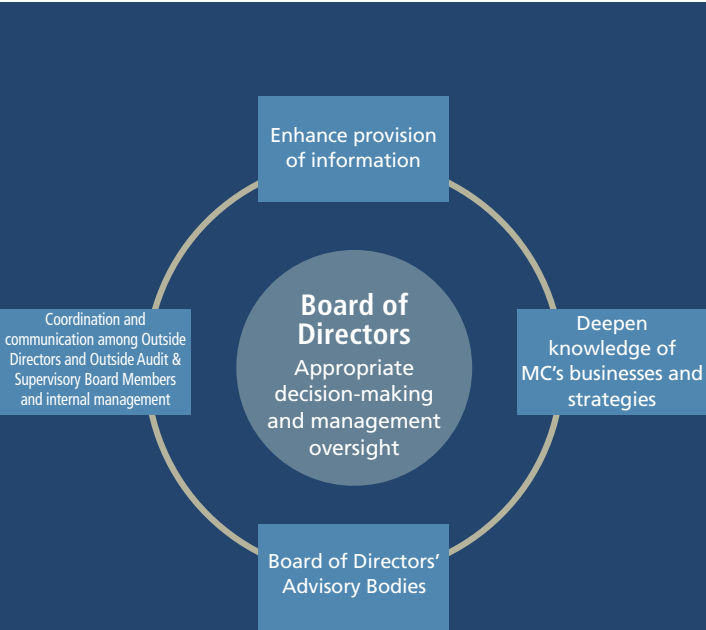 Enhance provision
of information
Board of
Directors
Appropriate
decision-making
and management
oversight
Coordination and
communication among Outside
Directors and Outside Audit &
Supervisory Board Members
and internal management
Deepen
knowledge of
MC's businesses and
strategies
Board of Directors'
Advisory Bodies